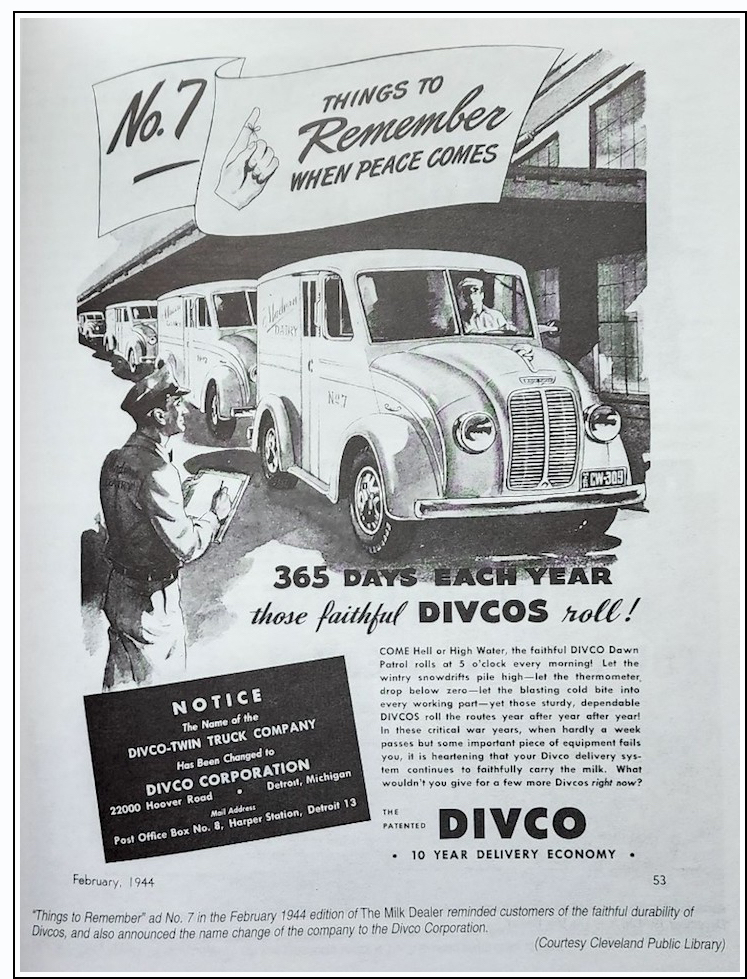 No. 7
THINGS TO
Remember
WHEN PEACE COMES
Modern
DAIRY
No 7
CW-309
DAIRY
365 DAYS EACH YEAR
those faithful DIVCOS roll!
COME Hell or High Water, the faithful DIVCO Dawn
Patrol rolls at 5 o'clock every morning! Let the
wintry snowdrifts pile high—let the thermometer
drop below zero—let the blasting cold bite into
every working part—yet those sturdy, dependable
DIVCOS roll the routes year after year after year!
In these critical war years, when hardly a week
passes but some important piece of equipment fails
you, it is heartening that your Divco delivery sys-
tem continues to faithfully carry the milk. What
wouldn't you give for a few more Divcos right now?
NOTICE
The Name of the
DIVCO-TWIN TRUCK COMPANY
Has Been Changed to
DIVCO CORPORATION
22000 Hoover Road • Detroit, Michigan
Mail Address
Post Office Box No. 8, Harper Station, Detroit 13
THE
PATENTED
DIVCO
• 10 YEAR DELIVERY ECONOMY •
February, 1944
53
"Things to Remember" ad No. 7 in the February 1944 edition of The Milk Dealer reminded customers of the faithful durability of
Divcos, and also announced the name change of the company to the Divco Corporation.
(Courtesy Cleveland Public Library)